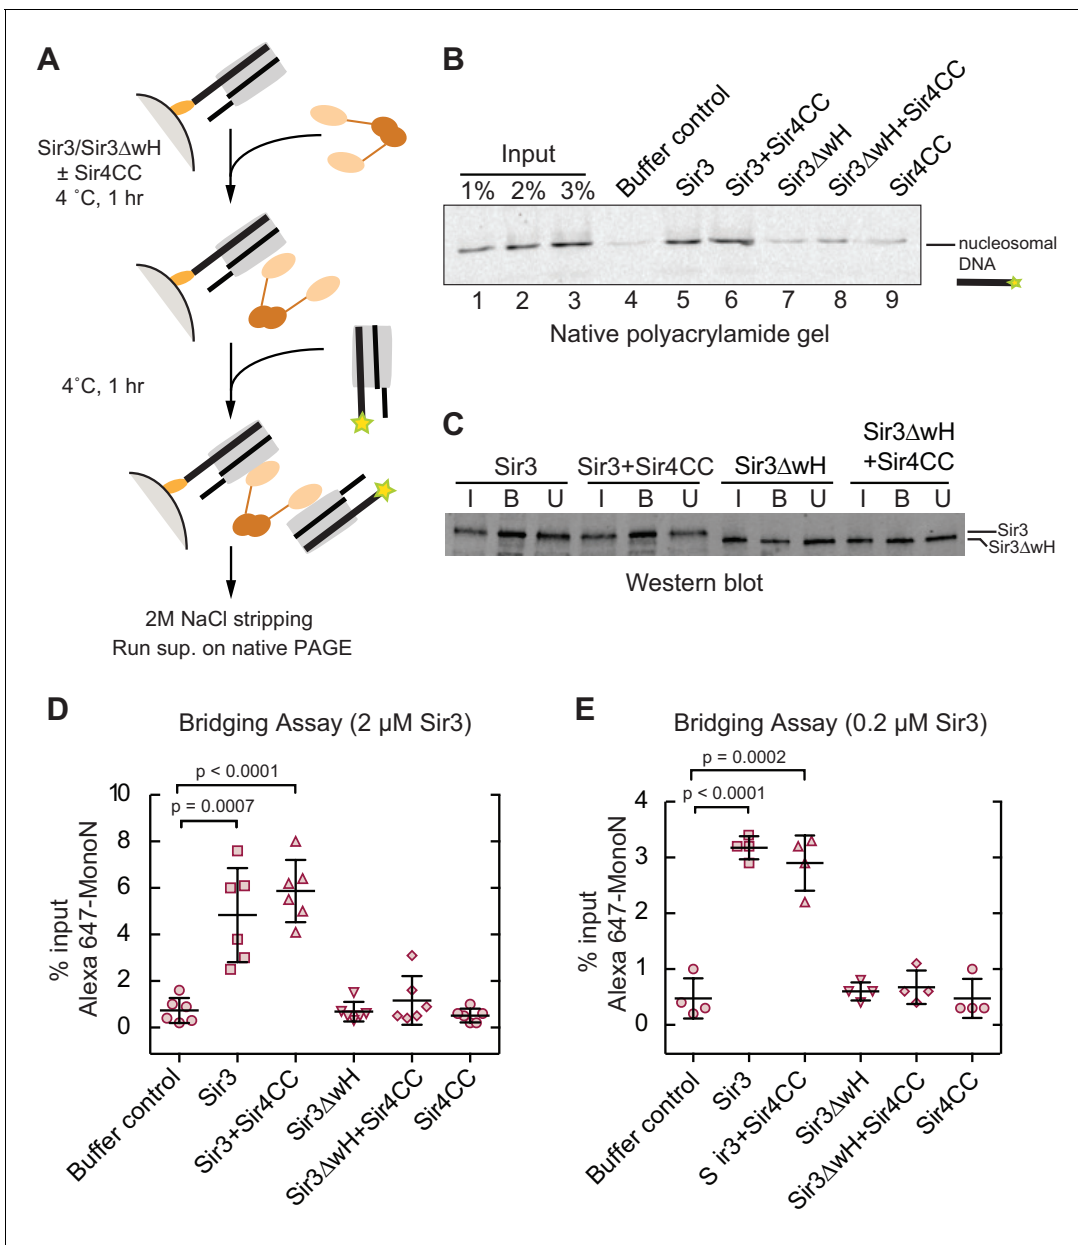 A
Sir3/Sir3ΔwH
± Sir4CC
4 ˚C, 1 hr
4˚C, 1 hr
2M NaCl stripping
Run sup. on native PAGE
B
Input
1% 2% 3%
Buffer control
Sir3
Sir3+Sir4CC
Sir3ΔwH
Sir3ΔwH+Sir4CC
Sir4CC
nucleosomal
DNA
1 2 3 4 5 6 7 8 9
Native polyacrylamide gel
C
Sir3 Sir3+Sir4CC Sir3ΔwH Sir3ΔwH
+Sir4CC
I B U I B U I B U I B U
Sir3
Sir3ΔwH
Western blot
D
Bridging Assay (2 µM Sir3)
p < 0.0001
p = 0.0007
% input
Alexa 647-MonoN
10
8
6
4
2
0
Buffer control
Sir3
Sir3+Sir4CC
Sir3ΔwH
Sir3ΔwH+Sir4CC
Sir4CC
E
Bridging Assay (0.2 µM Sir3)
p = 0.0002
p < 0.0001
% input
Alexa 647-MonoN
4
3
2
1
0
Buffer control
Sir3
S ir3+Sir4CC
Sir3ΔwH
Sir3ΔwH+Sir4CC
Sir4CC